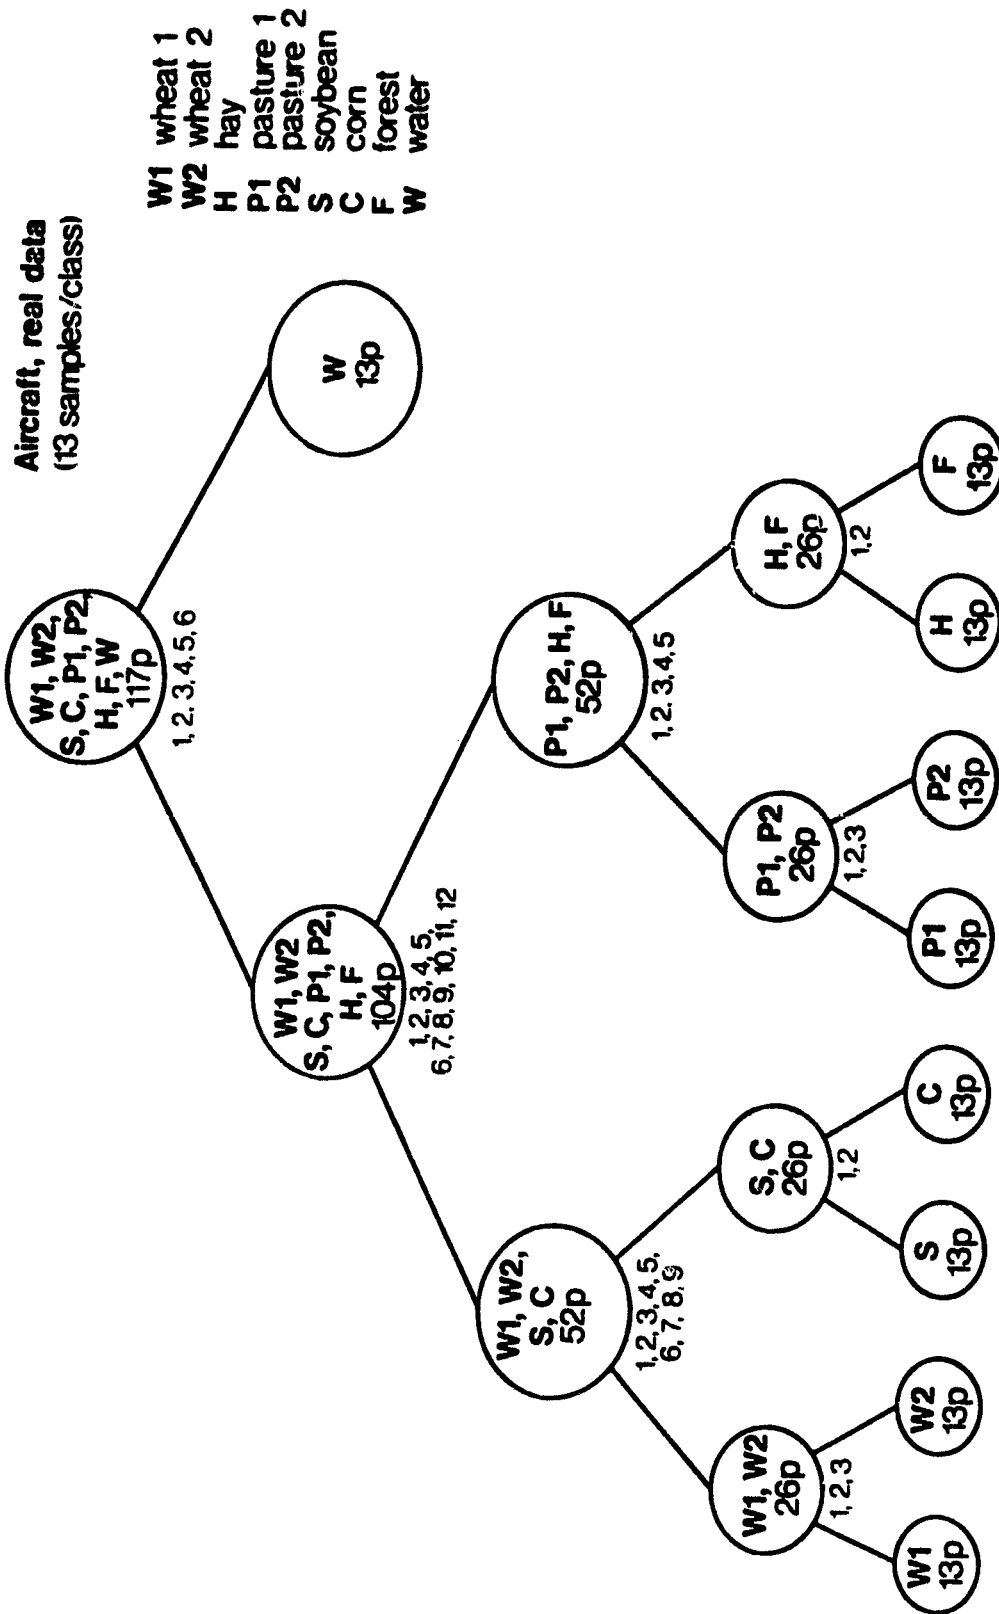 Aircraft, real data
(13 samples/class)
W1 wheat 1
W2 wheat 2
H hay
P1 pasture 1
P2 pasture 2
S soybean
C corn
F forest
W water
W1, W2,
S, C, P1, P2,
H, F, W
117p
1, 2, 3, 4, 5, 6
W
13p
W1, W2
S, C, P1, P2,
H, F
104p
1, 2, 3, 4, 5,
6, 7, 8, 9, 10, 11, 12
W1, W2,
S, C
52p
1, 2, 3, 4, 5,
6, 7, 8, 9
P1, P2, H, F
52p
1, 2, 3, 4, 5
W1, W2
26p
1, 2, 3
S, C
26p
1, 2
P1, P2
26p
1, 2, 3
H, F
26p
1, 2
W1
13p
W2
13p
S
13p
C
13p
P1
13p
P2
13p
H
13p
F
13p